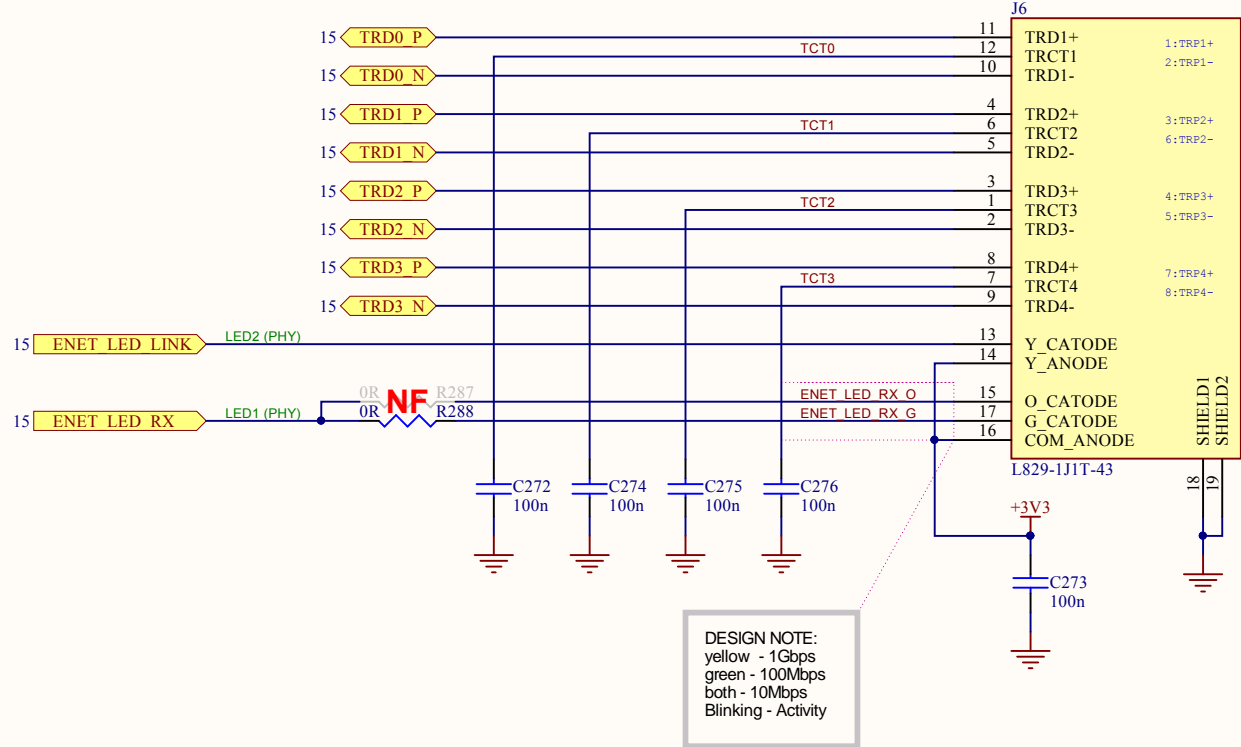 J6
15 TRD0_P 11 TRD1+ 1:TRP1+
TCT0 12 TRCT1 2:TRP1-
15 TRD0_N 10 TRD1-
15 TRD1_P 4 TRD2+ 3:TRP2+
TCT1 6 TRCT2 6:TRP2-
15 TRD1_N 5 TRD2-
15 TRD2_P 3 TRD3+ 4:TRP3+
TCT2 1 TRCT3 5:TRP3-
15 TRD2_N 2 TRD3-
15 TRD3_P 8 TRD4+ 7:TRP4+
TCT3 7 TRCT4 8:TRP4-
15 TRD3_N 9 TRD4-
15 ENET_LED_LINK LED2 (PHY) 13 Y_CATODE
14 Y_ANODE
0R NF R287 ENET_LED_RX_O 15 O_CATODE
15 ENET_LED_RX LED1 (PHY) 0R R288 ENET_LED_RX_G 17 G_CATODE
16 COM_ANODE
SHIELD1
SHIELD2
L829-1J1T-43
18
19
C272 C274 C275 C276
100n 100n 100n 100n
+3V3
C273
100n
DESIGN NOTE:
yellow - 1Gbps
green - 100Mbps
both - 10Mbps
Blinking - Activity